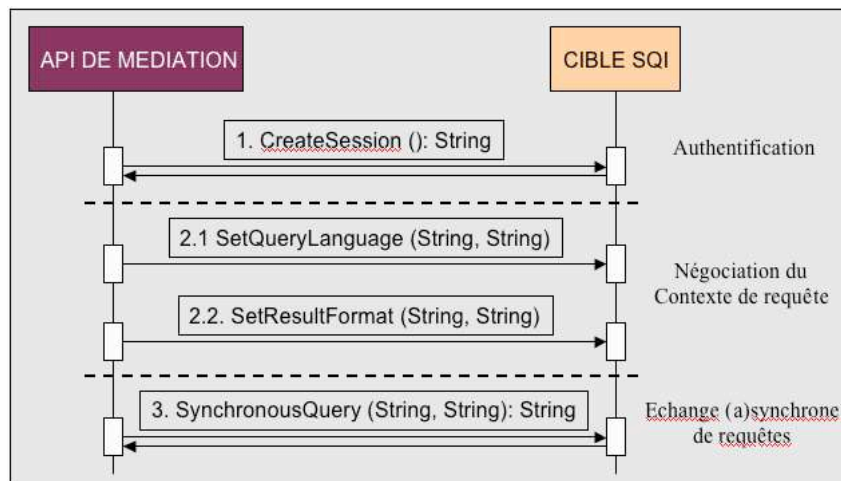 API DE MEDIATION
CIBLE SQI
1. CreateSession (): String
Authentification
2.1 SetQueryLanguage (String, String)
Négociation du
Contexte de requête
2.2. SetResultFormat (String, String)
3. SynchronousQuery (String, String): String
Echange (a)synchrone
de requêtes